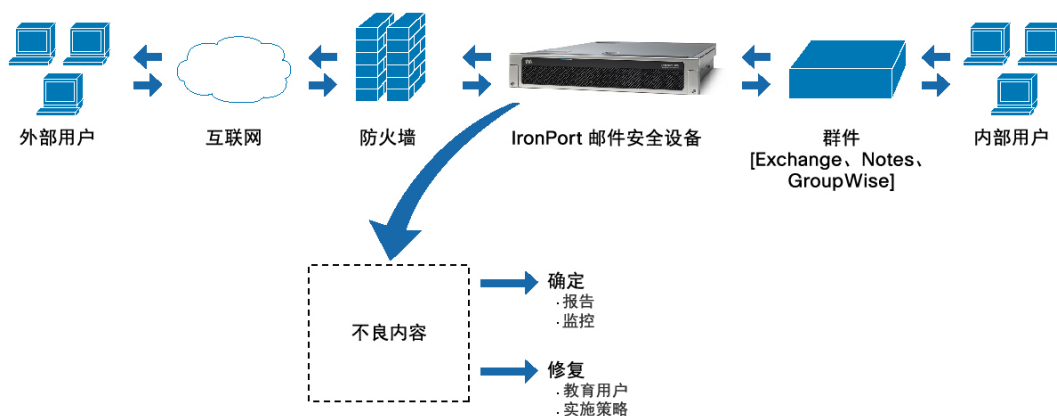 外部用户
互联网
防火墙
IronPort 邮件安全设备
群件
[Exchange、Notes、
GroupWise]
内部用户
不良内容
确定
· 报告
· 监控
修复
· 教育用户
· 实施策略